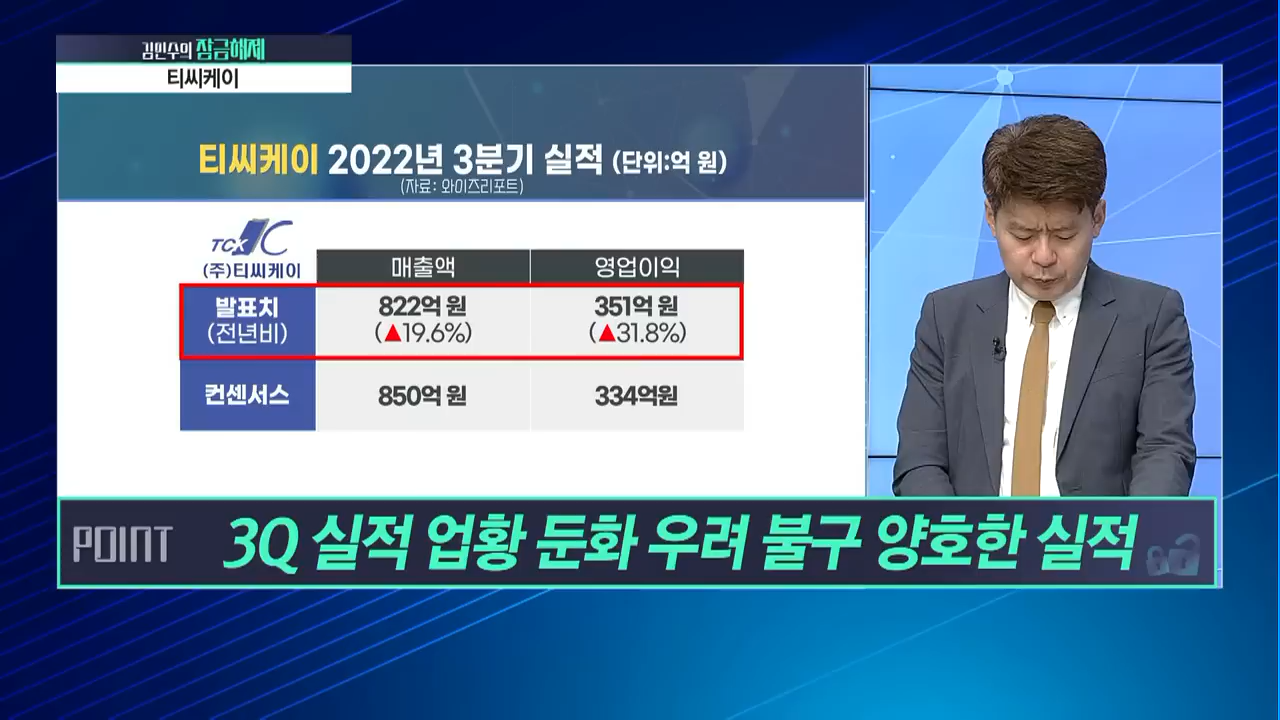 김민수의 잠금해제
티씨케이
티씨케이 2022년 3분기 실적 (단위:억 원)
(자료: 와이즈리포트)
TCK
(주)티씨케이
매출액 영업이익
발표치 822억 원 351억 원
(전년비) (▲19.6%) (▲31.8%)
컨센서스 850억 원 334억원
POINT 3Q 실적 업황 둔화 우려 불구 양호한 실적